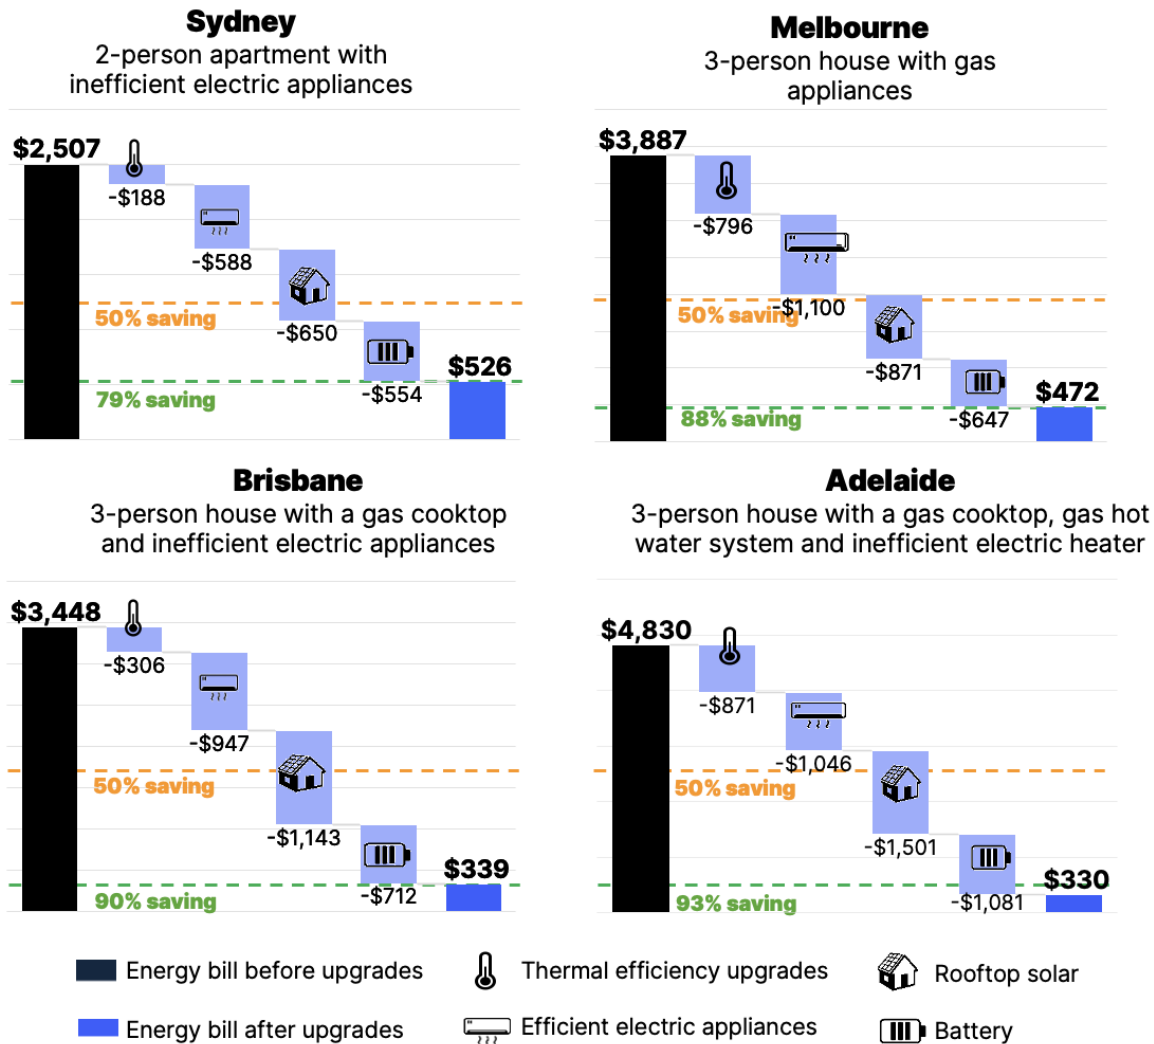 Sydney
2-person apartment with
inefficient electric appliances
$2,507
-$188
-$588
-$650
-$554
$526
50% saving
79% saving
Melbourne
3-person house with gas
appliances
$3,887
-$796
-$1,100
-$871
-$647
$472
50% saving
88% saving
Brisbane
3-person house with a gas cooktop
and inefficient electric appliances
$3,448
-$306
-$947
-$1,143
-$712
$339
50% saving
90% saving
Adelaide
3-person house with a gas cooktop, gas hot
water system and inefficient electric heater
$4,830
-$871
-$1,046
-$1,501
-$1,081
$330
50% saving
93% saving
Energy bill before upgrades
Thermal efficiency upgrades
Rooftop solar
Energy bill after upgrades
Efficient electric appliances
Battery